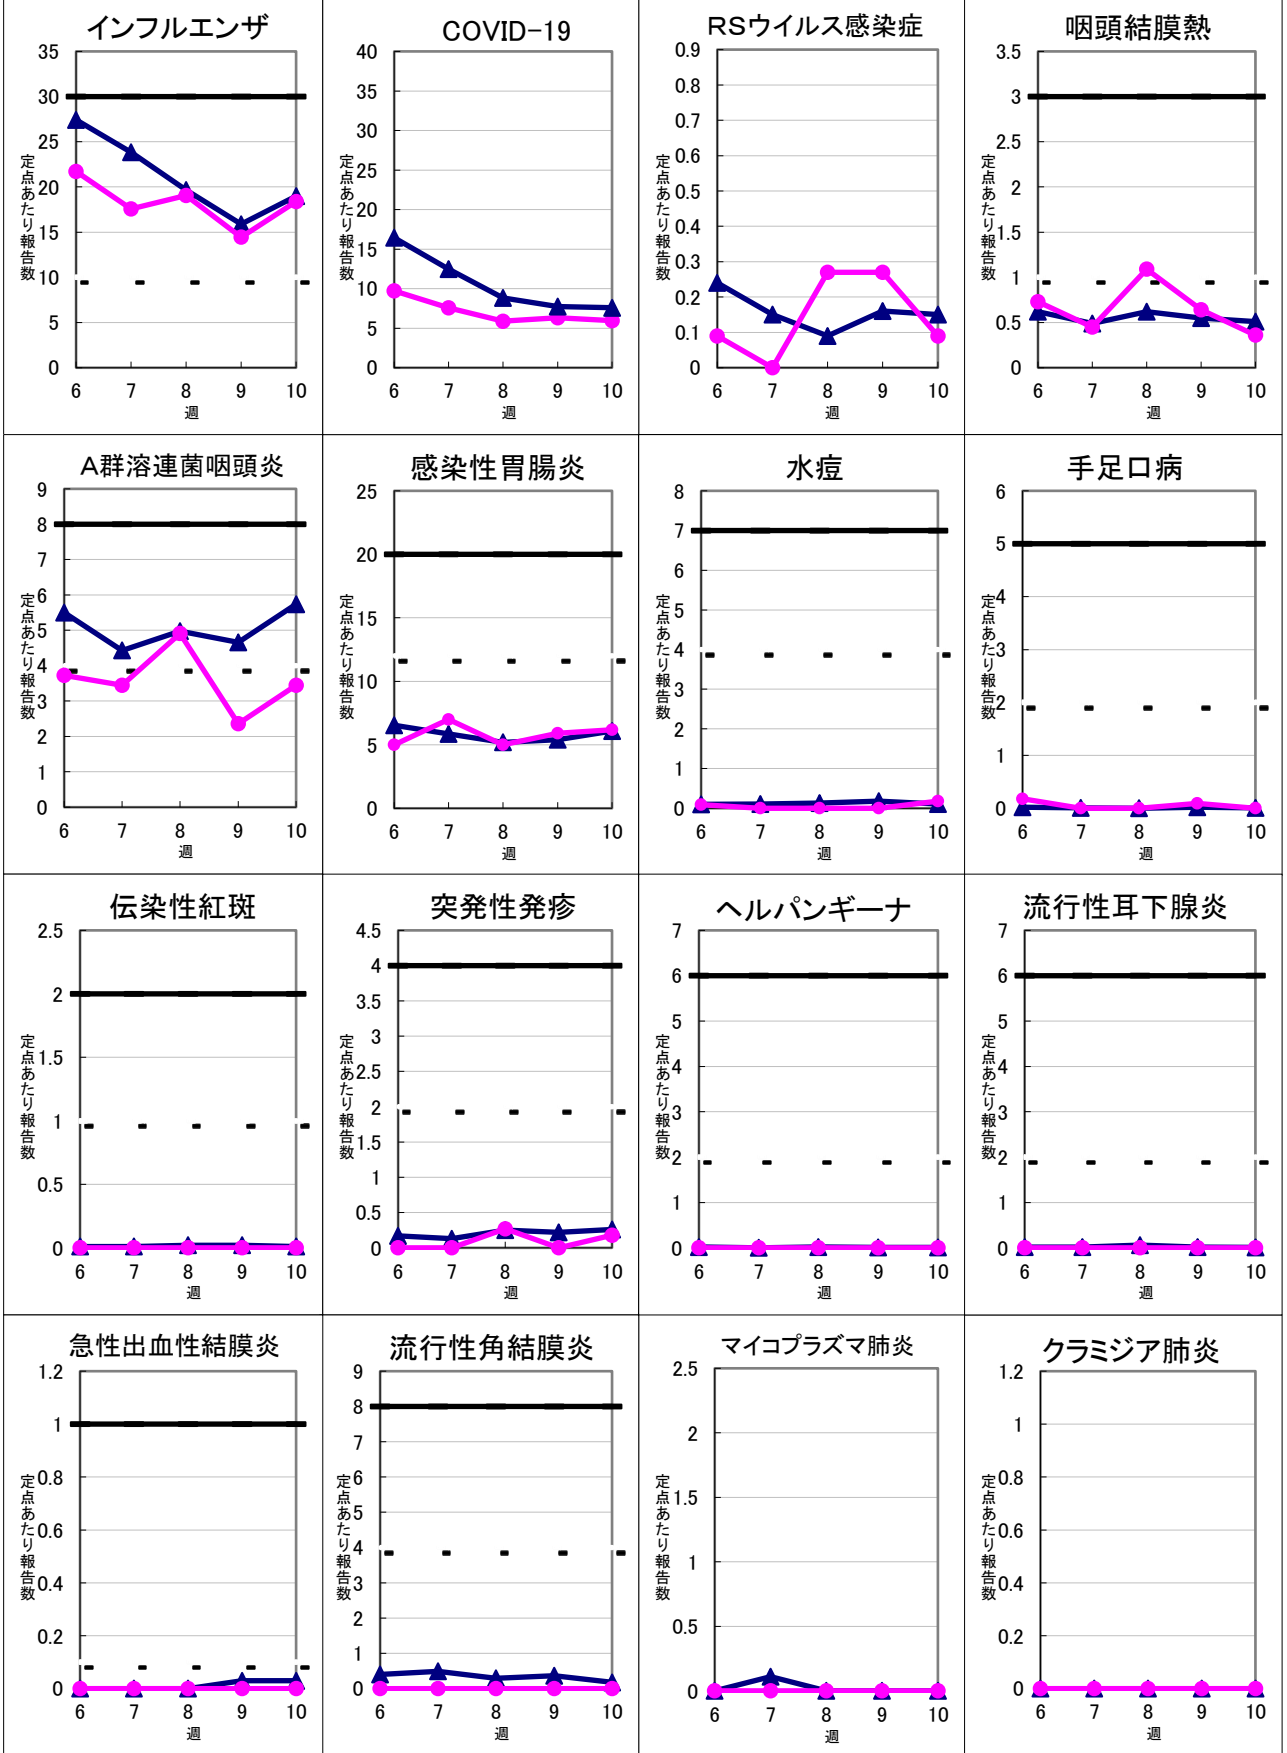 インフルエンザ
35
30
25
20
15
10
5
0
定点あたり報告数
6 7 8 9 10
週
COVID-19
40
35
30
25
20
15
10
5
0
定点あたり報告数
6 7 8 9 10
週
RSウイルス感染症
0.9
0.8
0.7
0.6
0.5
0.4
0.3
0.2
0.1
0
定点あたり報告数
6 7 8 9 10
週
咽頭結膜熱
3.5
3
2.5
2
1.5
1
0.5
0
定点あたり報告数
6 7 8 9 10
週
A群溶連菌咽頭炎
9
8
7
6
5
4
3
2
1
0
定点あたり報告数
6 7 8 9 10
週
感染性胃腸炎
25
20
15
10
5
0
定点あたり報告数
6 7 8 9 10
週
水痘
8
7
6
5
4
3
2
1
0
定点あたり報告数
6 7 8 9 10
週
手足口病
6
5
4
3
2
1
0
定点あたり報告数
6 7 8 9 10
週
伝染性紅斑
2.5
2
1.5
1
0.5
0
定点あたり報告数
6 7 8 9 10
週
突発性発疹
4.5
4
3.5
3
2.5
2
1.5
1
0.5
0
定点あたり報告数
6 7 8 9 10
週
ヘルパンギーナ
7
6
5
4
3
2
1
0
定点あたり報告数
6 7 8 9 10
週
流行性耳下腺炎
7
6
5
4
3
2
1
0
定点あたり報告数
6 7 8 9 10
週
急性出血性結膜炎
1.2
1
0.8
0.6
0.4
0.2
0
定点あたり報告数
6 7 8 9 10
週
流行性角結膜炎
9
8
7
6
5
4
3
2
1
0
定点あたり報告数
6 7 8 9 10
週
マイコプラズマ肺炎
2.5
2
1.5
1
0.5
0
定点あたり報告数
6 7 8 9 10
週
クラミジア肺炎
1.2
1
0.8
0.6
0.4
0.2
0
定点あたり報告数
6 7 8 9 10
週